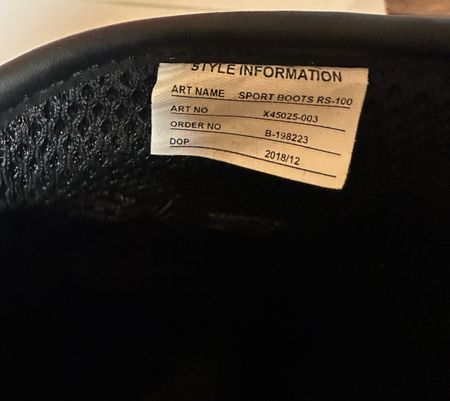 STYLE INFORMATION
ART NAME SPORT BOOTS RS-100
ART NO X45025-003
ORDER NO B-198223
DOP 2018/12